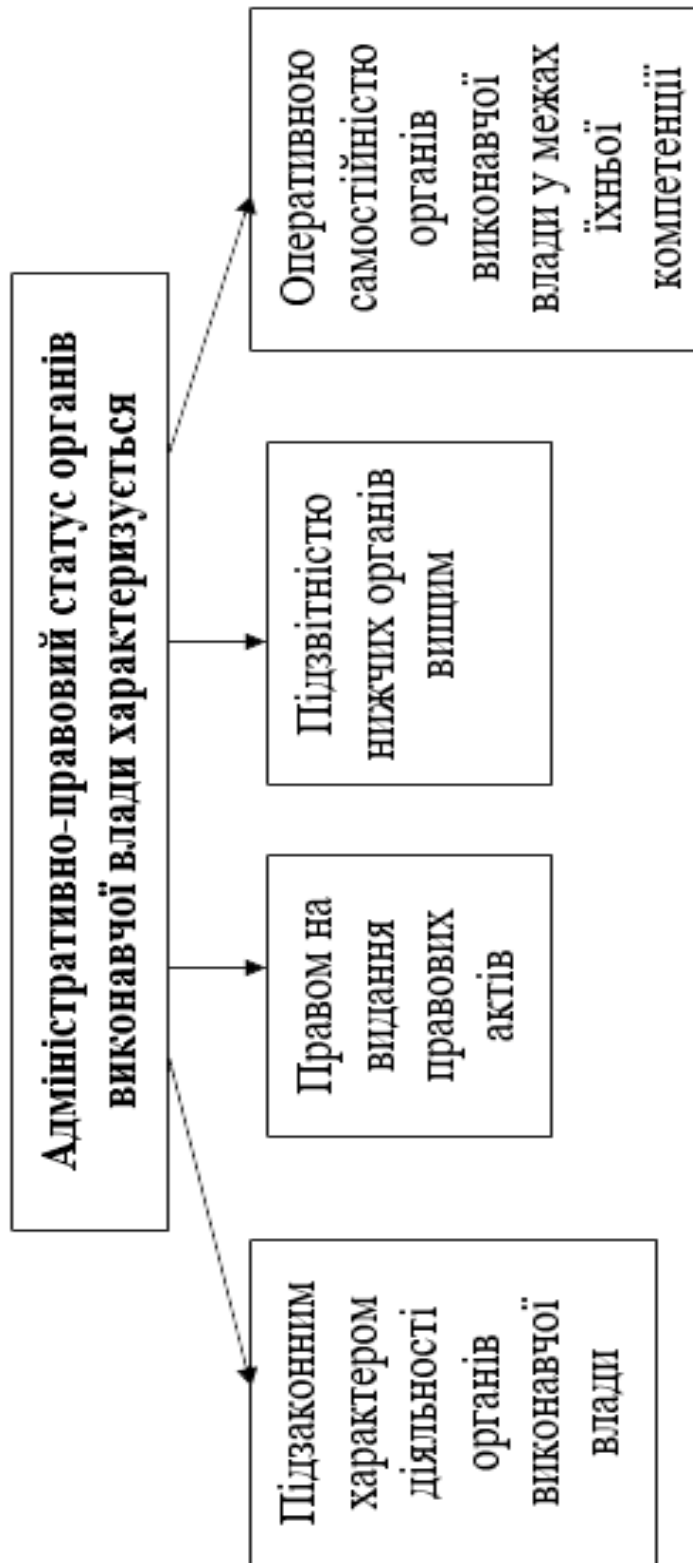 Адміністративно-правовий статус органів
виконавчої влади характеризується
Підзаконним
характером
діяльності
органів
виконавчої
влади
Правом на
видання
правових
актів
Підзвітністю
нижчих органів
вищим
Оперативною
самостійністю
органів
виконавчої
влади у межах
їхньої
компетенції